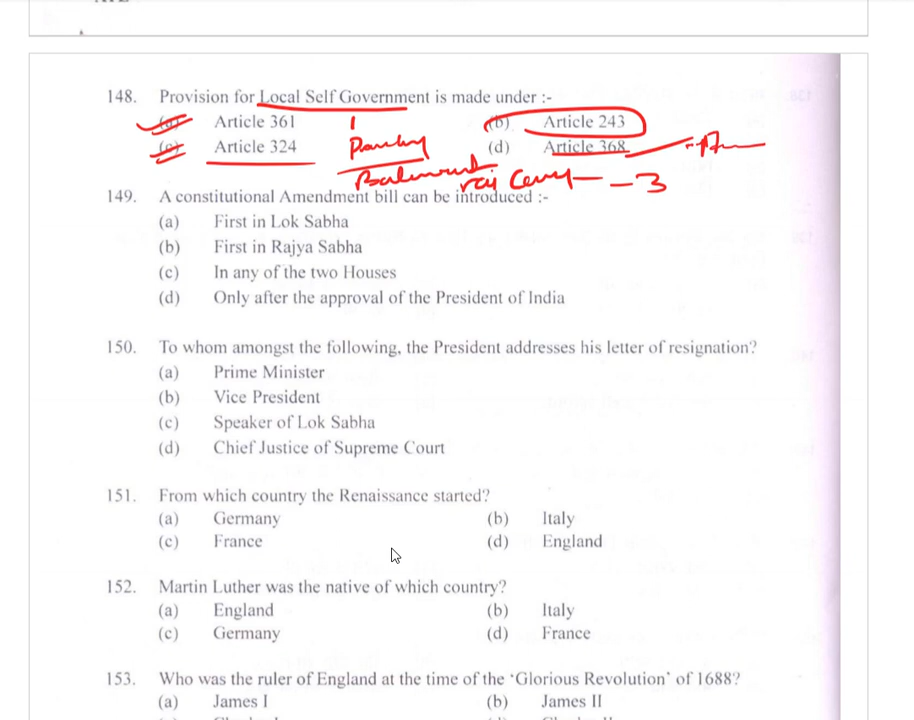 148. Provision for Local Self Government is made under :-
(a) Article 361 (b) Article 243
(c) Article 324 (d) Article 368
149. A constitutional Amendment bill can be introduced :-
(a) First in Lok Sabha
(b) First in Rajya Sabha
(c) In any of the two Houses
(d) Only after the approval of the President of India
150. To whom amongst the following, the President addresses his letter of resignation?
(a) Prime Minister
(b) Vice President
(c) Speaker of Lok Sabha
(d) Chief Justice of Supreme Court
151. From which country the Renaissance started?
(a) Germany (b) Italy
(c) France (d) England
152. Martin Luther was the native of which country?
(a) England (b) Italy
(c) Germany (d) France
153. Who was the ruler of England at the time of the ‘Glorious Revolution’ of 1688?
(a) James I (b) James II